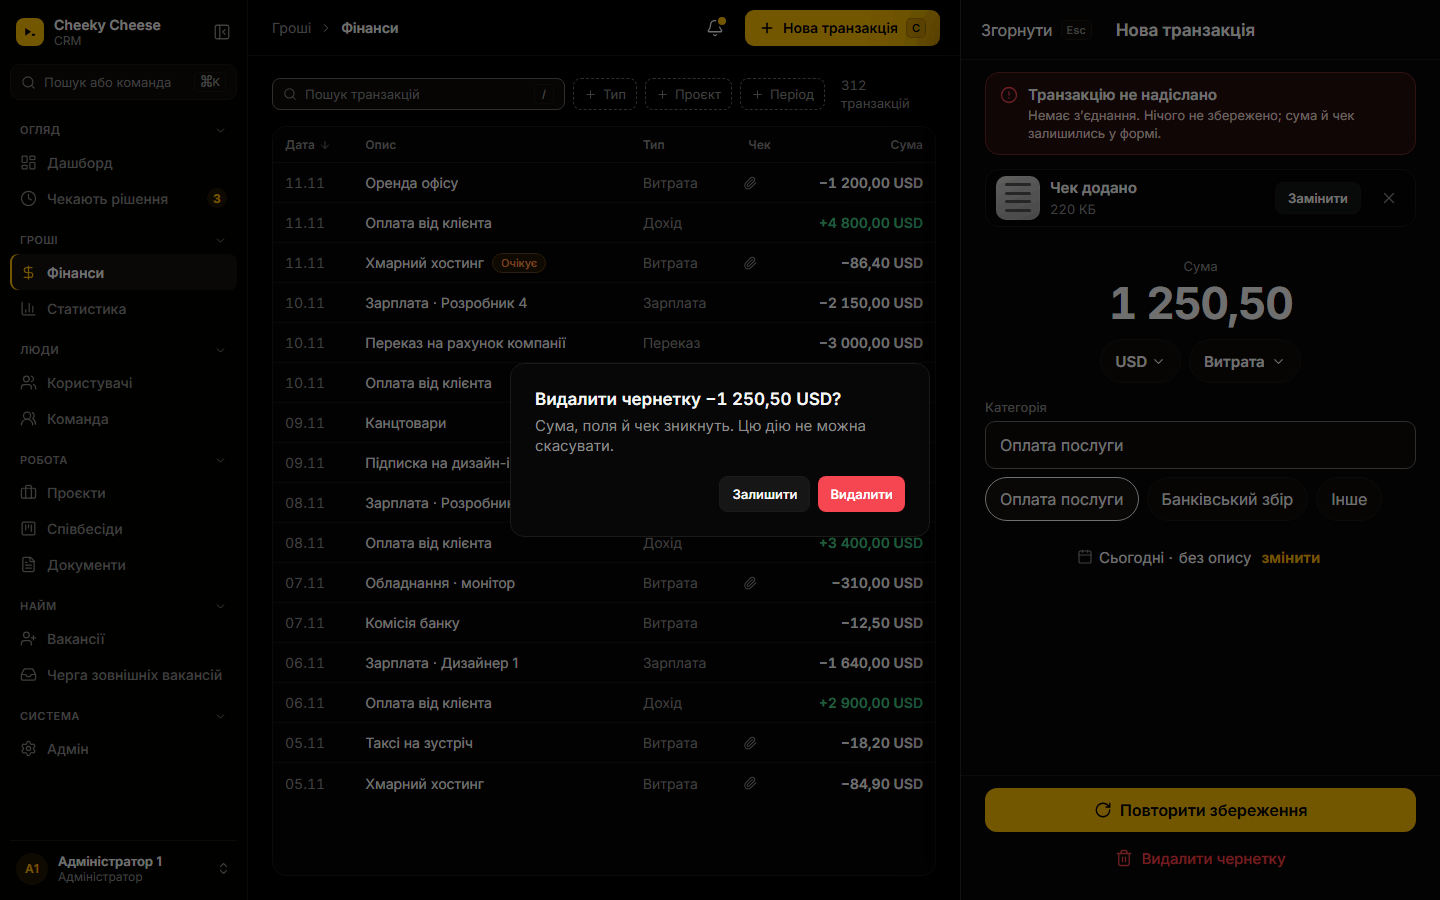 Cheeky Cheese
CRM
Пошук або команда ⌘K
ОГЛЯД
Дашборд
Чекають рішення 3
ГРОШІ
Фінанси
Статистика
ЛЮДИ
Користувачі
Команда
РОБОТА
Проєкти
Співбесіди
Документи
НАЙМ
Вакансії
Черга зовнішніх вакансій
СИСТЕМА
Адмін
A1 Адміністратор 1
Адміністратор
Гроші Фінанси
Нова транзакція C
Пошук транзакцій /
Тип
Проєкт
Період
312
транзакцій
Дата Опис Тип Чек Сума
11.11 Оренда офісу Витрата −1 200,00 USD
11.11 Оплата від клієнта Дохід +4 800,00 USD
11.11 Хмарний хостинг Очікує Витрата −86,40 USD
10.11 Зарплата · Розробник 4 Зарплата −2 150,00 USD
10.11 Переказ на рахунок компанії Переказ −3 000,00 USD
10.11 Оплата від клієнта
09.11 Канцтовари
09.11 Підписка на дизайн-і
08.11 Зарплата · Розробник
08.11 Оплата від клієнта Дохід +3 400,00 USD
07.11 Обладнання · монітор Витрата −310,00 USD
07.11 Комісія банку Витрата −12,50 USD
06.11 Зарплата · Дизайнер 1 Зарплата −1 640,00 USD
06.11 Оплата від клієнта Дохід +2 900,00 USD
05.11 Таксі на зустріч Витрата −18,20 USD
05.11 Хмарний хостинг Витрата −84,90 USD
Видалити чернетку −1 250,50 USD?
Сума, поля й чек зникнуть. Цю дію не можна
скасувати.
Залишити Видалити
Згорнути Esc Нова транзакція
Транзакцію не надіслано
Немає з'єднання. Нічого не збережено; сума й чек
залишились у формі.
Чек додано
220 КБ
Замінити
Сума
1 250,50
USD Витрата
Категорія
Оплата послуги
Оплата послуги Банківський збір Інше
Сьогодні · без опису змінити
Повторити збереження
Видалити чернетку